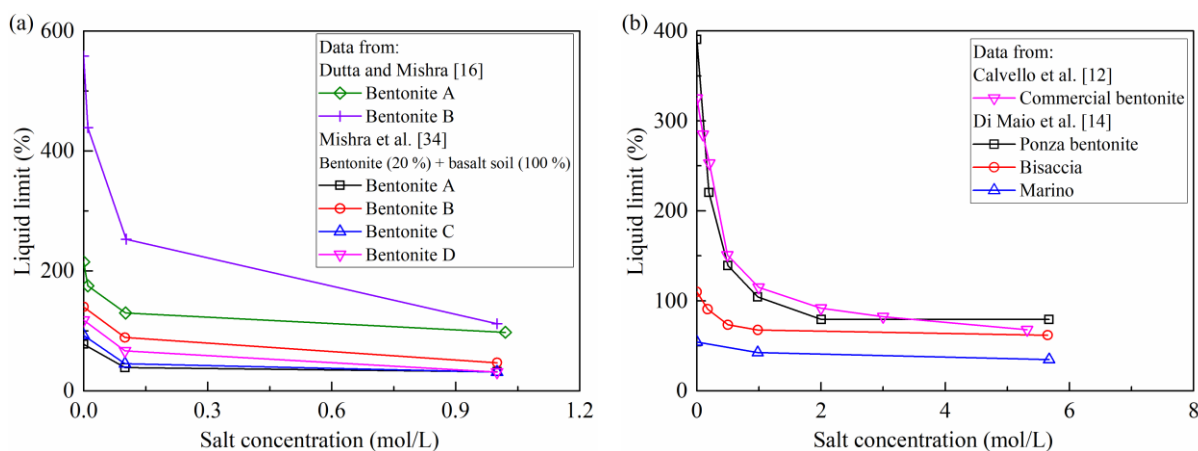 (a)
600
400
200
0
Liquid limit (%)
0.0
0.3
0.6
0.9
1.2
Salt concentration (mol/L)
Data from:
Dutta and Mishra [16]
Bentonite A
Bentonite B
Mishra et al. [34]
Bentonite (20 %) + basalt soil (100 %)
Bentonite A
Bentonite B
Bentonite C
Bentonite D
(b)
400
300
200
100
0
Liquid limit (%)
0
2
4
6
8
Salt concentration (mol/L)
Data from:
Calvello et al. [12]
Commercial bentonite
Di Maio et al. [14]
Ponza bentonite
Bisaccia
Marino